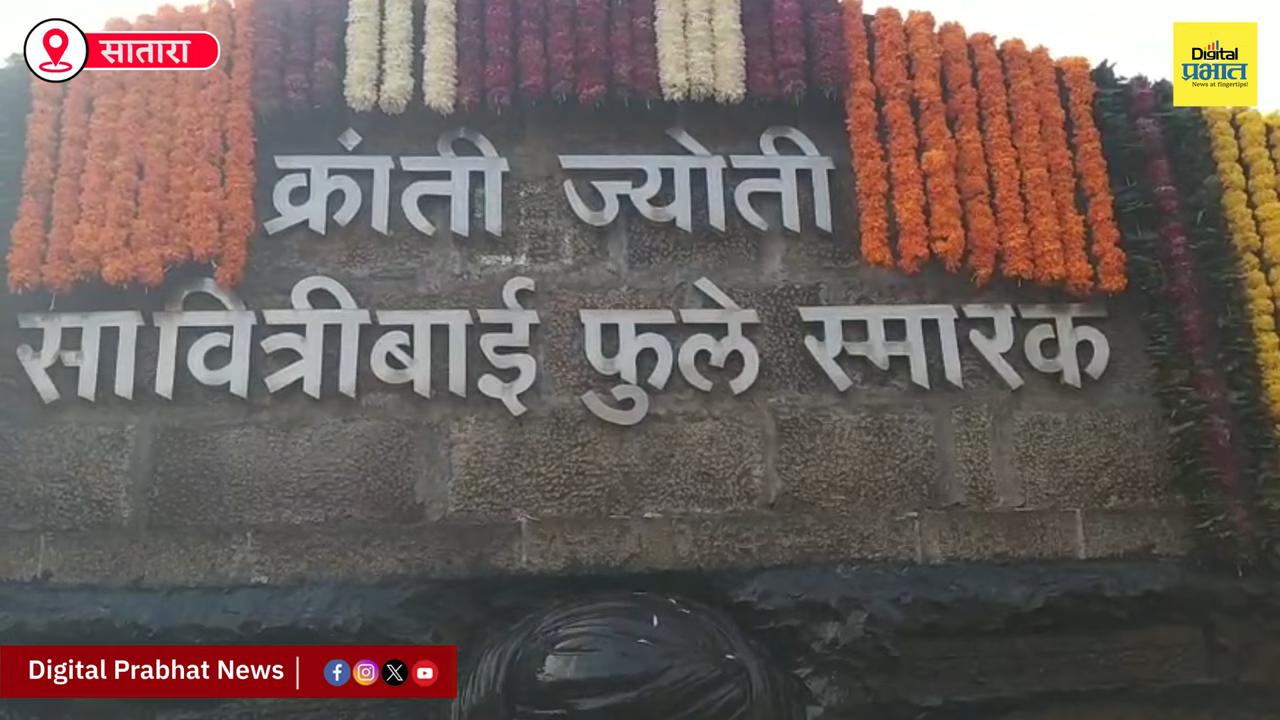 सातारा
Digital
प्रभात
News at fingertips!
क्रांती ज्योती
सावित्रीबाई फुले स्मारक
Digital Prabhat News